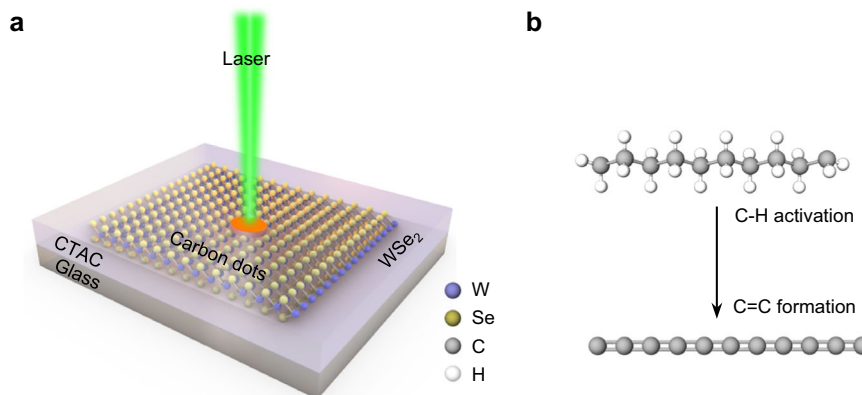 a
Laser
Carbon dots
WSe₂
CTAC
Glass
W
Se
C
H
b
C-H activation
C=C formation